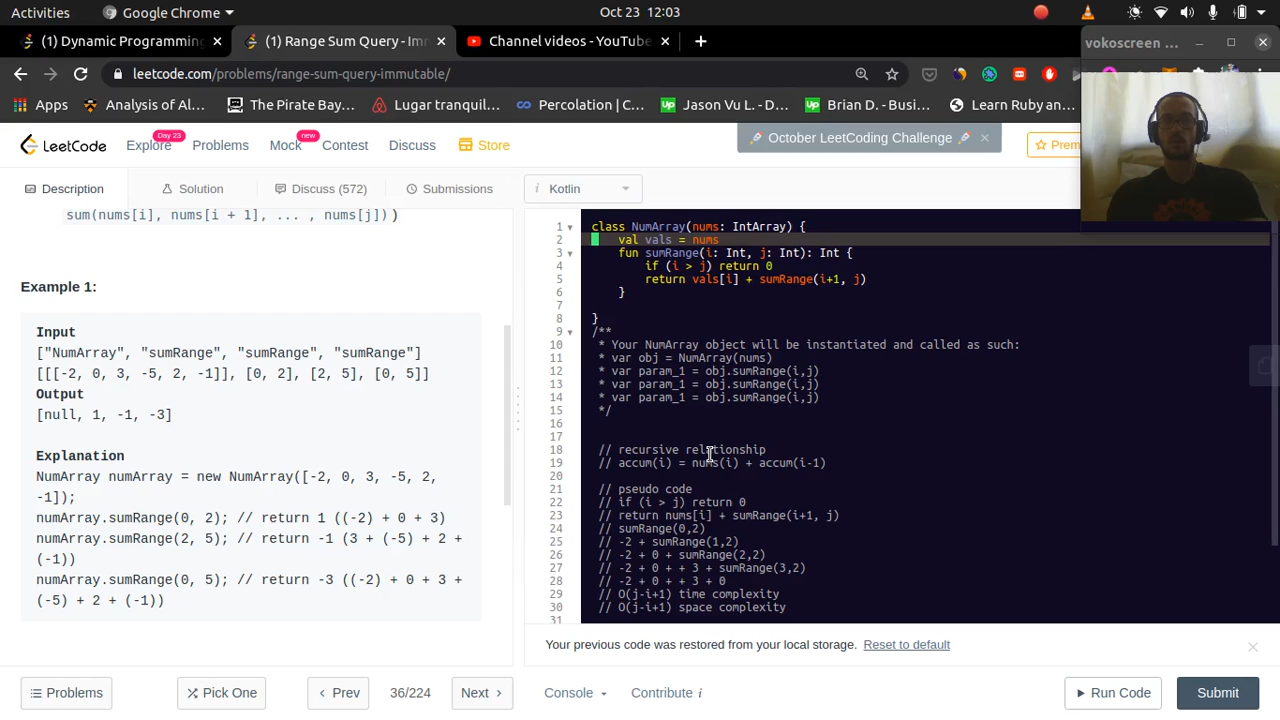 Activities
Google Chrome
Oct 23 12:03
(1) Dynamic Programming
(1) Range Sum Query - Im
Channel videos - YouTube
vokoscreen ...
leetcode.com/problems/range-sum-query-immutable/
Apps
Analysis of Al...
The Pirate Bay...
Lugar tranquil...
Percolation | C...
Jason Vu L. - D...
Brian D. - Busi...
Learn Ruby an...
LeetCode
Explore
Day 23
Problems
Mock
new
Contest
Discuss
Store
October LeetCoding Challenge
Prem
Description
Solution
Discuss (572)
Submissions
i Kotlin
sum(nums[i], nums[i + 1], ... , nums[j]))
Example 1:
Input
["NumArray", "sumRange", "sumRange", "sumRange"]
[[[-2, 0, 3, -5, 2, -1]], [0, 2], [2, 5], [0, 5]]
Output
[null, 1, -1, -3]
Explanation
NumArray numArray = new NumArray([-2, 0, 3, -5, 2,
-1]);
numArray.sumRange(0, 2); // return 1 ((-2) + 0 + 3)
numArray.sumRange(2, 5); // return -1 (3 + (-5) + 2 +
(-1))
numArray.sumRange(0, 5); // return -3 ((-2) + 0 + 3 +
(-5) + 2 + (-1))
1 class NumArray(nums: IntArray) {
2 val vals = nums
3 fun sumRange(i: Int, j: Int): Int {
4 if (i > j) return 0
5 return vals[i] + sumRange(i+1, j)
6 }
7
8 }
9 /**
10 * Your NumArray object will be instantiated and called as such:
11 * var obj = NumArray(nums)
12 * var param_1 = obj.sumRange(i,j)
13 * var param_1 = obj.sumRange(i,j)
14 * var param_1 = obj.sumRange(i,j)
15 */
16
17
18 // recursive relationship
19 // accum(i) = nums(i) + accum(i-1)
20
21 // pseudo code
22 // if (i > j) return 0
23 // return nums[i] + sumRange(i+1, j)
24 // sumRange(0,2)
25 // -2 + sumRange(1,2)
26 // -2 + 0 + sumRange(2,2)
27 // -2 + 0 + + 3 + sumRange(3,2)
28 // -2 + 0 + + 3 + 0
29 // O(j-i+1) time complexity
30 // O(j-i+1) space complexity
31
Your previous code was restored from your local storage. Reset to default
Problems
Pick One
Prev
36/224
Next
Console
Contribute i
Run Code
Submit